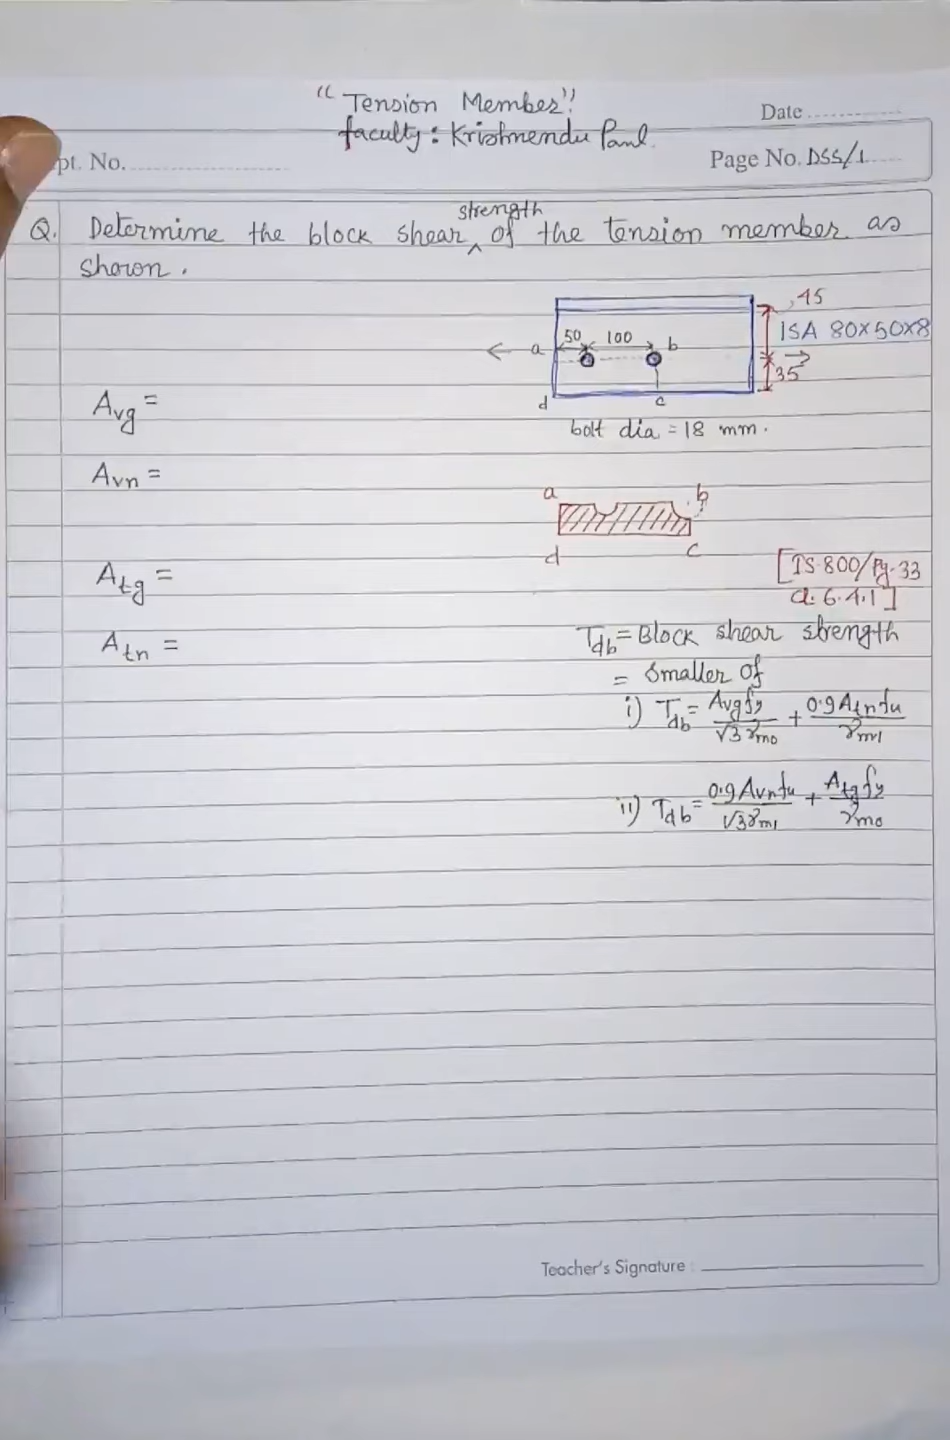 "Tension Member"
faculty: Krishnendu Paul.
Date
pt. No.
Page No. DSS/1
strength
Q. Determine the block shear ^ of the tension member as
shown.
45
50 100
ISA 80x50x8
a b
35
d c
Avg =
bolt dia = 18 mm.
Avn =
a b
d c
[IS-800/Pg-33
Cl. 6.4.1]
Atg =
Atn =
Tdb = Block shear strength
= Smaller of
i) Tdb = Avg fy / √3 γm0 + 0.9 Atn fu / γm1
ii) Tdb = 0.9 Avn fu / √3 γm1 + Atg fy / γm0
Teacher's Signature :